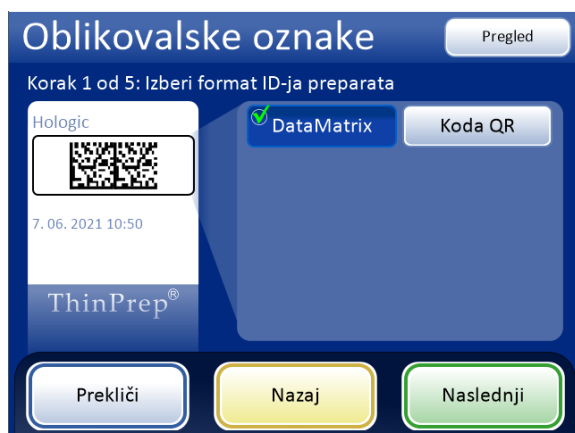 Oblikovalske oznake
Pregled
Korak 1 od 5: Izberi format ID-ja preparata
Hologic
7. 06. 2021 10:50
ThinPrep®
DataMatrix
Koda QR
Prekliči
Nazaj
Naslednji